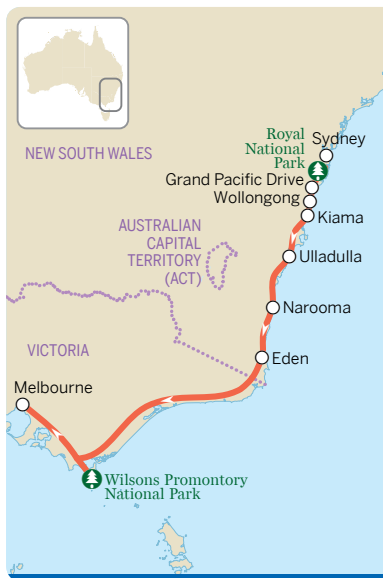 Royal
National
Park
Sydney
NEW SOUTH WALES
Grand Pacific Drive
Wollongong
Kiama
AUSTRALIAN
CAPITAL
TERRITORY
(ACT)
Ulladulla
Narooma
VICTORIA
Eden
Melbourne
Wilsons Promontory
National Park